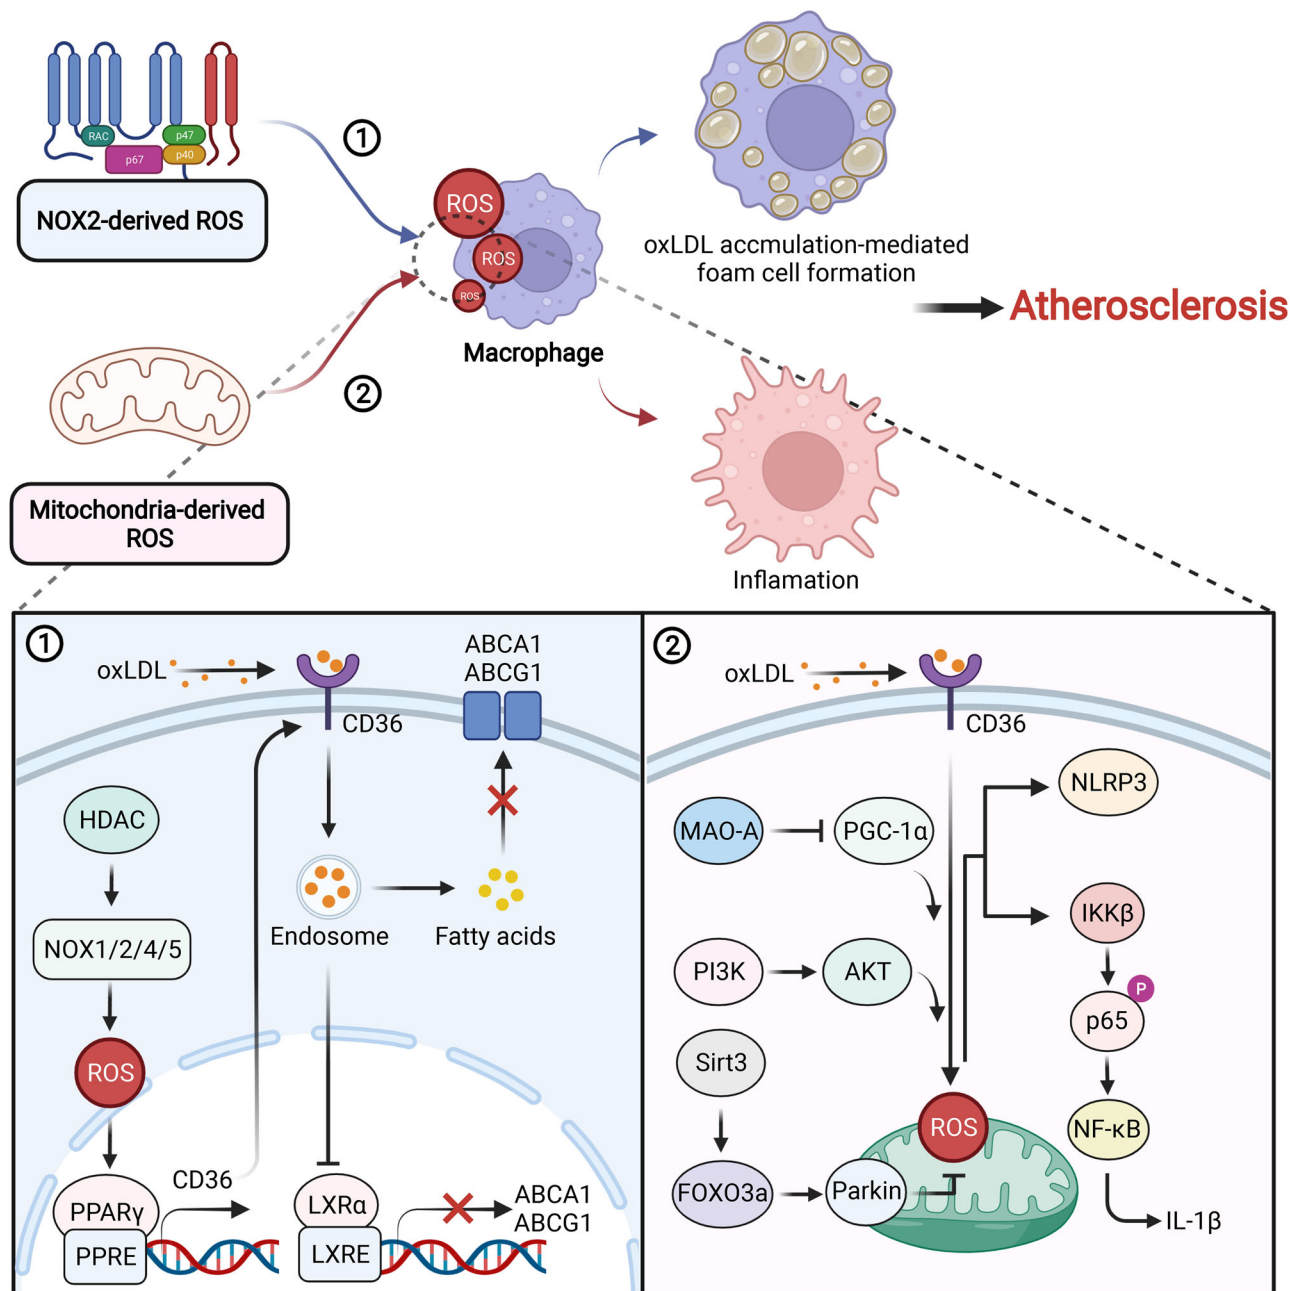 RAC
p47
p67
p40
NOX2-derived ROS
1
ROS
ROS
ROS
Macrophage
oxLDL accmulation-mediated
foam cell formation
Atherosclerosis
2
Mitochondria-derived
ROS
Inflamation
1
oxLDL
CD36
ABCA1
ABCG1
HDAC
NOX1/2/4/5
Endosome
Fatty acids
ROS
CD36
PPARγ
PPRE
LXRα
LXRE
ABCA1
ABCG1
2
oxLDL
CD36
NLRP3
MAO-A
PGC-1α
IKKβ
PI3K
AKT
P
p65
Sirt3
ROS
NF-κB
FOXO3a
Parkin
IL-1β